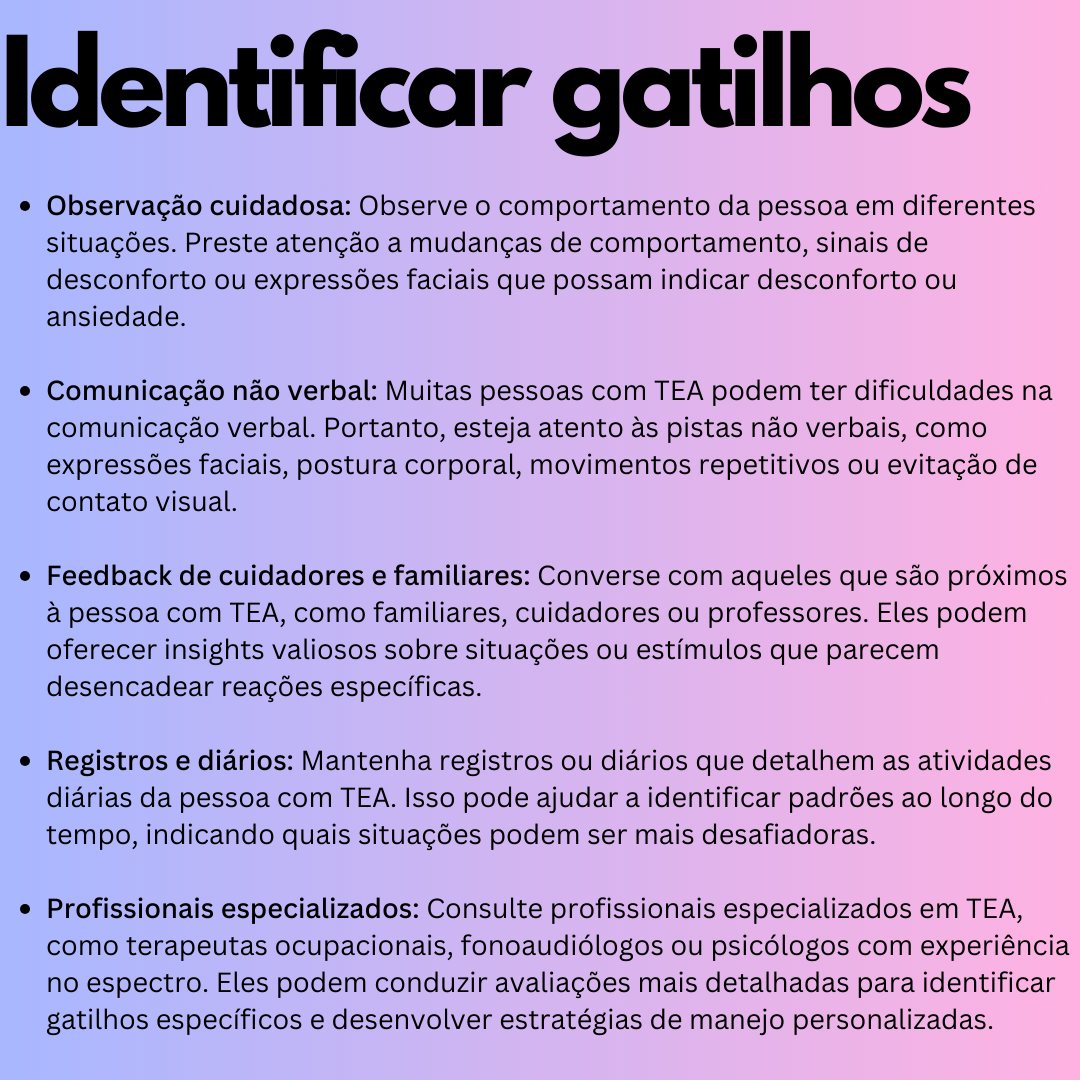 Identificar gatilhos
• Observação cuidadosa: Observe o comportamento da pessoa em diferentes
situações. Preste atenção a mudanças de comportamento, sinais de
desconforto ou expressões faciais que possam indicar desconforto ou
ansiedade.
• Comunicação não verbal: Muitas pessoas com TEA podem ter dificuldades na
comunicação verbal. Portanto, esteja atento às pistas não verbais, como
expressões faciais, postura corporal, movimentos repetitivos ou evitação de
contato visual.
• Feedback de cuidadores e familiares: Converse com aqueles que são próximos
à pessoa com TEA, como familiares, cuidadores ou professores. Eles podem
oferecer insights valiosos sobre situações ou estímulos que parecem
desencadear reações específicas.
• Registros e diários: Mantenha registros ou diários que detalhem as atividades
diárias da pessoa com TEA. Isso pode ajudar a identificar padrões ao longo do
tempo, indicando quais situações podem ser mais desafiadoras.
• Profissionais especializados: Consulte profissionais especializados em TEA,
como terapeutas ocupacionais, fonoaudiólogos ou psicólogos com experiência
no espectro. Eles podem conduzir avaliações mais detalhadas para identificar
gatilhos específicos e desenvolver estratégias de manejo personalizadas.